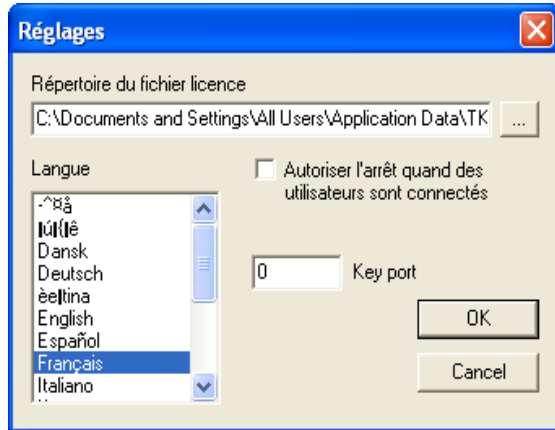 Réglages
Répertoire du fichier licence
C:\Documents and Settings\All Users\Application Data\TK
...
Langue
Autoriser l'arrêt quand des
utilisateurs sont connectés
-^¤å
Dansk
Deutsch
èeština
English
Español
Français
Italiano
0
Key port
OK
Cancel